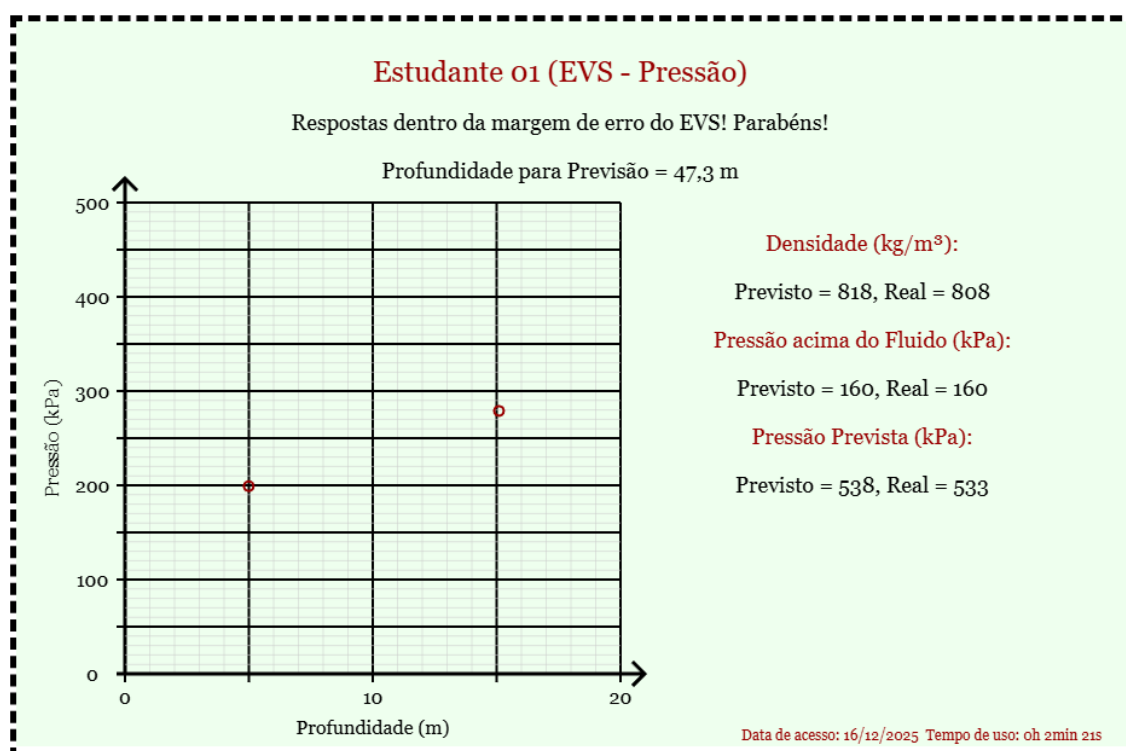 Estudante 01 (EVS - Pressão)
Respostas dentro da margem de erro do EVS! Parabéns!
Profundidade para Previsão = 47,3 m
500
400
300
200
100
0
0
10
20
Pressão (kPa)
Profundidade (m)
Densidade (kg/m³):
Previsto = 818, Real = 808
Pressão acima do Fluido (kPa):
Previsto = 160, Real = 160
Pressão Prevista (kPa):
Previsto = 538, Real = 533
Data de acesso: 16/12/2025 Tempo de uso: 0h 2min 21s